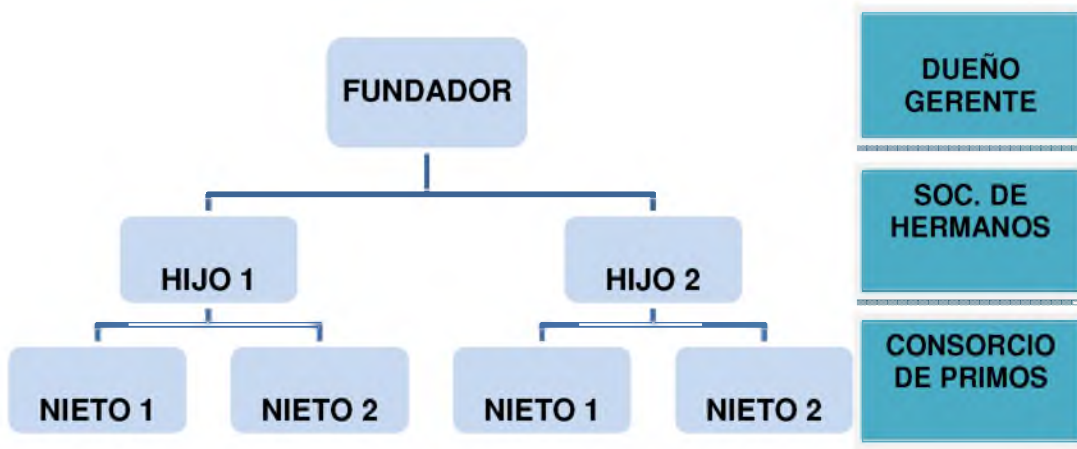 FUNDADOR
DUEÑO
GERENTE
HIJO 1
HIJO 2
SOC. DE
HERMANOS
NIETO 1
NIETO 2
NIETO 1
NIETO 2
CONSORCIO
DE PRIMOS